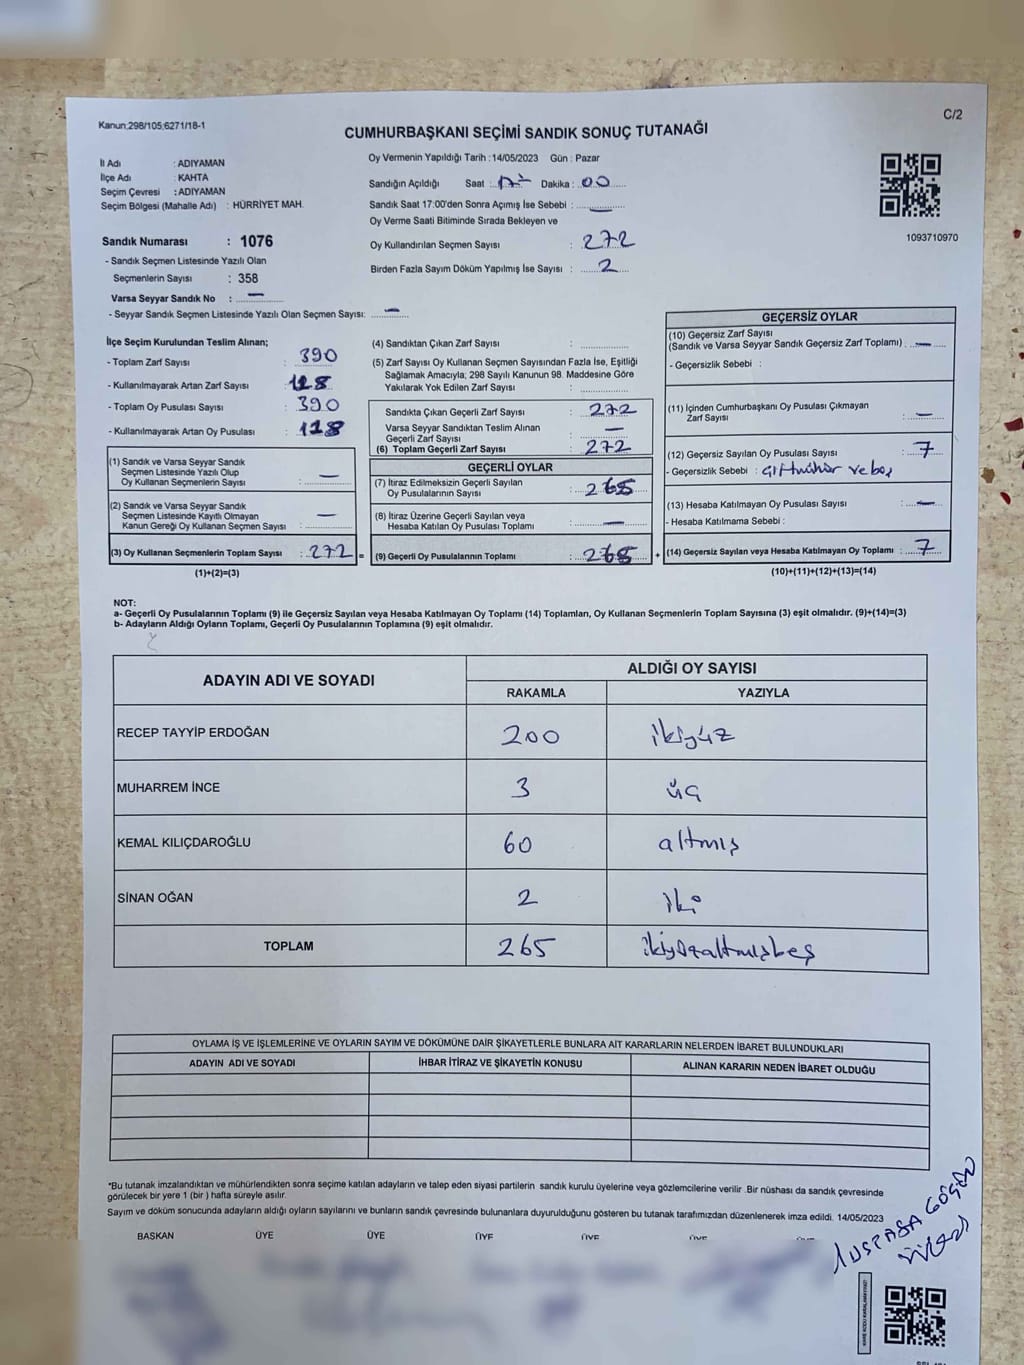 C/2
Kanun;298/105;6271/18-1
CUMHURBAŞKANI SEÇİMİ SANDIK SONUÇ TUTANAĞI
İl Adı : ADIYAMAN
İlçe Adı : KAHTA
Seçim Çevresi : ADIYAMAN
Seçim Bölgesi (Mahalle Adı) : HÜRRİYET MAH.
Oy Vermenin Yapıldığı Tarih : 14/05/2023 Gün : Pazar
Sandığın Açıldığı Saat : 17 Dakika : 00
Sandık Saat 17:00'den Sonra Açımış İse Sebebi : —
Oy Verme Saati Bitiminde Sırada Bekleyen ve
Oy Kullandırılan Seçmen Sayısı : 272
Birden Fazla Sayım Döküm Yapılmış İse Sayısı : 2
1093710970
Sandık Numarası : 1076
- Sandık Seçmen Listesinde Yazılı Olan
Seçmenlerin Sayısı : 358
Varsa Seyyar Sandık No : —
- Seyyar Sandık Seçmen Listesinde Yazılı Olan Seçmen Sayısı: —
İlçe Seçim Kurulundan Teslim Alınan;
- Toplam Zarf Sayısı : 390
- Kullanılmayarak Artan Zarf Sayısı : 118
- Toplam Oy Pusulası Sayısı : 390
- Kullanılmayarak Artan Oy Pusulası : 118
(1) Sandık ve Varsa Seyyar Sandık
Seçmen Listesinde Yazılı Olup
Oy Kullanan Seçmenlerin Sayısı : —
(2) Sandık ve Varsa Seyyar Sandık
Seçmen Listesinde Kayıtlı Olmayan
Kanun Gereği Oy Kullanan Seçmen Sayısı : —
(3) Oy Kullanan Seçmenlerin Toplam Sayısı : 272 =
(1)+(2)=(3)
(4) Sandıktan Çıkan Zarf Sayısı :
(5) Zarf Sayısı Oy Kullanan Seçmen Sayısından Fazla İse, Eşitliği
Sağlamak Amacıyla; 298 Sayılı Kanunun 98. Maddesine Göre
Yakılarak Yok Edilen Zarf Sayısı :
Sandıkta Çıkan Geçerli Zarf Sayısı : 272
Varsa Seyyar Sandıktan Teslim Alınan
Geçerli Zarf Sayısı : —
(6) Toplam Geçerli Zarf Sayısı : 272
GEÇERLİ OYLAR
(7) İtiraz Edilmeksizin Geçerli Sayılan
Oy Pusulalarının Sayısı : 265
(8) İtiraz Üzerine Geçerli Sayılan veya
Hesaba Katılan Oy Pusulası Toplamı : —
(9) Geçerli Oy Pusulalarının Toplamı : 265 +
GEÇERSİZ OYLAR
(10) Geçersiz Zarf Sayısı
(Sandık ve Varsa Seyyar Sandık Geçersiz Zarf Toplamı) : —
- Geçersizlik Sebebi :
(11) İçinden Cumhurbaşkanı Oy Pusulası Çıkmayan
Zarf Sayısı : —
(12) Geçersiz Sayılan Oy Pusulası Sayısı : 7
- Geçersizlik Sebebi : çift mühür ve boş
(13) Hesaba Katılmayan Oy Pusulası Sayısı : —
- Hesaba Katılmama Sebebi :
(14) Geçersiz Sayılan veya Hesaba Katılmayan Oy Toplamı : 7
(10)+(11)+(12)+(13)=(14)
NOT:
a- Geçerli Oy Pusulalarının Toplamı (9) ile Geçersiz Sayılan veya Hesaba Katılmayan Oy Toplamı (14) Toplamları, Oy Kullanan Seçmenlerin Toplam Sayısına (3) eşit olmalıdır. (9)+(14)=(3)
b- Adayların Aldığı Oyların Toplamı, Geçerli Oy Pusulalarının Toplamına (9) eşit olmalıdır.
ADAYIN ADI VE SOYADI
ALDIĞI OY SAYISI
RAKAMLA YAZIYLA
RECEP TAYYİP ERDOĞAN 200 ikiyüz
MUHARREM İNCE 3 üç
KEMAL KILIÇDAROĞLU 60 altmış
SİNAN OĞAN 2 iki
TOPLAM 265 ikiyüzaltmışbeş
OYLAMA İŞ VE İŞLEMLERİNE VE OYLARIN SAYIM VE DÖKÜMÜNE DAİR ŞİKAYETLERLE BUNLARA AİT KARARLARIN NELERDEN İBARET BULUNDUKLARI
ADAYIN ADI VE SOYADI İHBAR İTİRAZ VE ŞİKAYETİN KONUSU ALINAN KARARIN NEDEN İBARET OLDUĞU
*Bu tutanak imzalandıktan ve mühürlendikten sonra seçime katılan adayların ve talep eden siyasi partilerin sandık kurulu üyelerine veya gözlemcilerine verilir .Bir nüshası da sandık çevresinde
görülecek bir yere 1 (bir ) hafta süreyle asılır.
Sayım ve döküm sonucunda adayların aldığı oyların sayılarını ve bunların sandık çevresinde bulunanlara duyurulduğunu gösteren bu tutanak tarafımızdan düzenlenerek imza edildi. 14/05/2023
BAŞKAN ÜYE ÜYE ÜYE ÜYE ÜYE